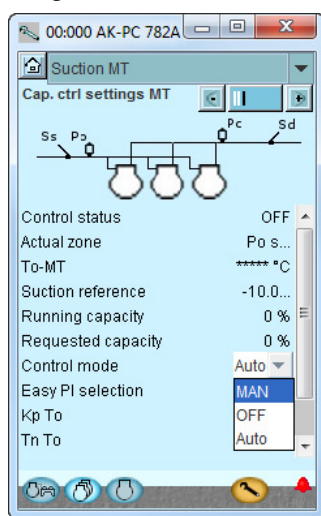 00:000 AK-PC 782A
Suction MT
Cap. ctrl settings MT
Pc Sd
Ss Po
Control status OFF
Actual zone Po s...
To-MT ***** °C
Suction reference -10.0...
Running capacity 0 %
Requested capacity 0 %
Control mode Auto
Easy PI selection MAN
Kp To OFF
Tn To Auto